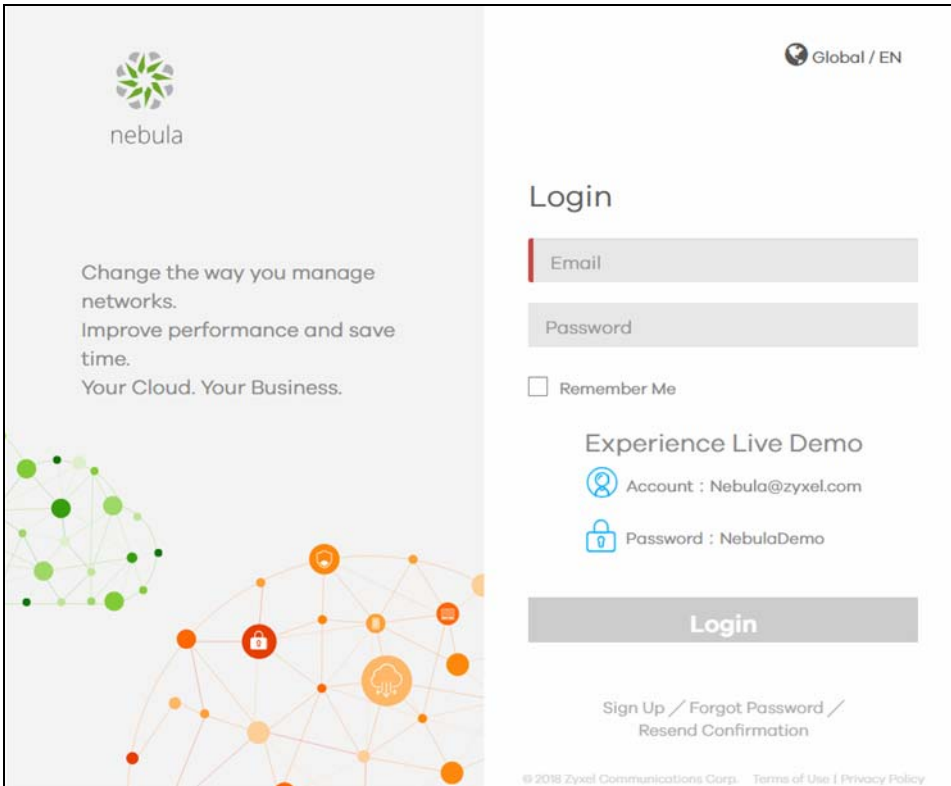 nebula
Change the way you manage
networks.
Improve performance and save
time.
Your Cloud. Your Business.
Global / EN
Login
Email
Password
Remember Me
Experience Live Demo
Account : Nebula@zyxel.com
Password : NebulaDemo
Login
Sign Up / Forgot Password /
Resend Confirmation
© 2018 Zyxel Communications Corp. Terms of Use | Privacy Policy